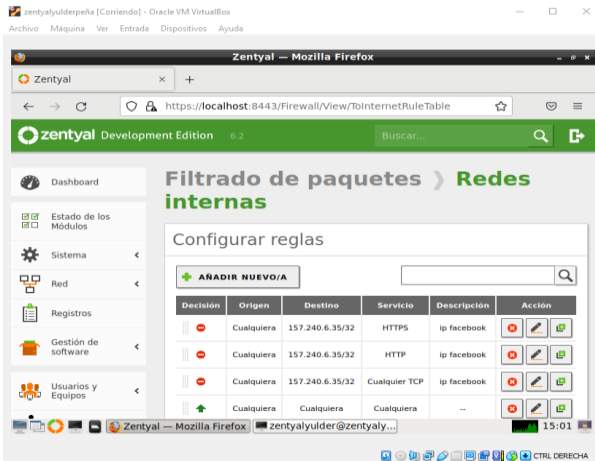 zentyalyulderpeña [Corriendo] - Oracle VM VirtualBox
Archivo Máquina Ver Entrada Dispositivos Ayuda
Zentyal — Mozilla Firefox
Zentyal
https://localhost:8443/Firewall/View/ToInternetRuleTable
zentyal Development Edition 6.2
Buscar...
Dashboard
Estado de los
Módulos
Sistema
Red
Registros
Gestión de
software
Usuarios y
Equipos
Filtrado de paquetes ❭ Redes
internas
Configurar reglas
AÑADIR NUEVO/A
Decisión Origen Destino Servicio Descripción Acción
Cualquiera 157.240.6.35/32 HTTPS ip facebook
Cualquiera 157.240.6.35/32 HTTP ip facebook
Cualquiera 157.240.6.35/32 Cualquier TCP ip facebook
Cualquiera Cualquiera Cualquiera --
Zentyal — Mozilla Firefox
zentyalyulder@zentyaly...
15:01
CTRL DERECHA